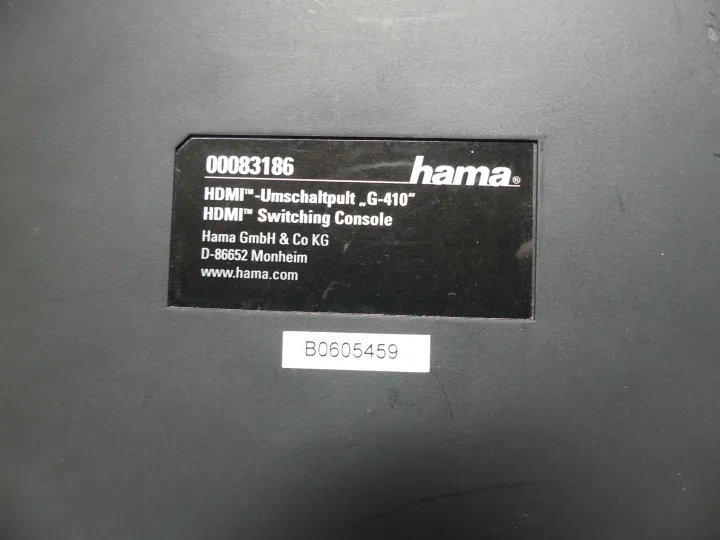 00083186
hama®
HDMI™-Umschaltpult „G-410“
HDMI™ Switching Console
Hama GmbH & Co KG
D-86652 Monheim
www.hama.com
B0605459